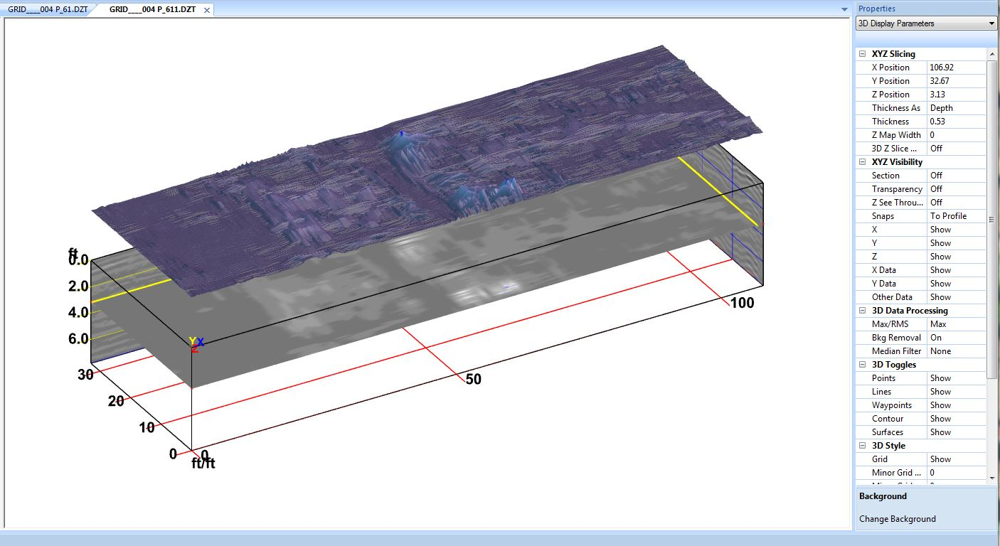 GRID____004 P_61.DZT
GRID____004 P_611.DZT
Properties
3D Display Parameters
XYZ Slicing
X Position 106.92
Y Position 32.67
Z Position 3.13
Thickness As Depth
Thickness 0.53
Z Map Width 0
3D Z Slice ... Off
XYZ Visibility
Section Off
Transparency Off
Z See Throu... Off
Snaps To Profile
X Show
Y Show
Z Show
X Data Show
Y Data Show
Other Data Show
3D Data Processing
Max/RMS Max
Bkg Removal On
Median Filter None
3D Toggles
Points Show
Lines Show
Waypoints Show
Contour Show
Surfaces Show
3D Style
Grid Show
Minor Grid ... 0
Background
Change Background
ft
0.0
2.0
4.0
6.0
Y X
Z
30
20
10
0
0
ft/ft
50
100